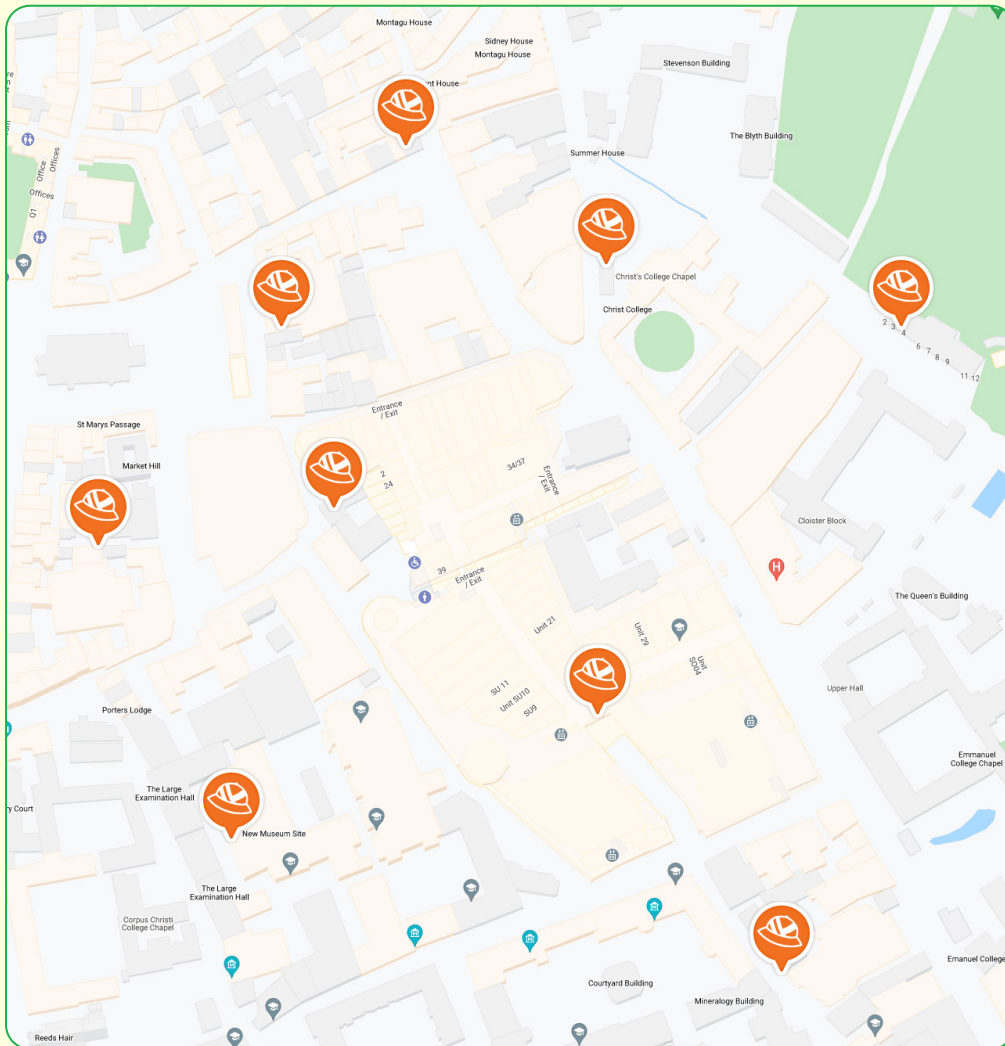 Montagu House
Sidney House
Montagu House
Stevenson Building
The Blyth Building
Summer House
Office
Offices
Offices
Q1
Christ's College Chapel
Christ College
2
3
4
6
7
8
9
11
12
Entrance
/ Exit
St Marys Passage
Market Hill
2
24
34/37
Entrance
/ Exit
Cloister Block
H
39
Entrance
/ Exit
The Queen's Building
Unit 21
Unit 29
Unit
SO04
SU 11
Unit SU10
SU9
Upper Hall
Porters Lodge
Emmanuel
College Chapel
The Large
Examination Hall
ry Court
New Museum Site
The Large
Examination Hall
Corpus Christi
College Chapel
Emanuel College
Courtyard Building
Mineralogy Building
Reeds Hair